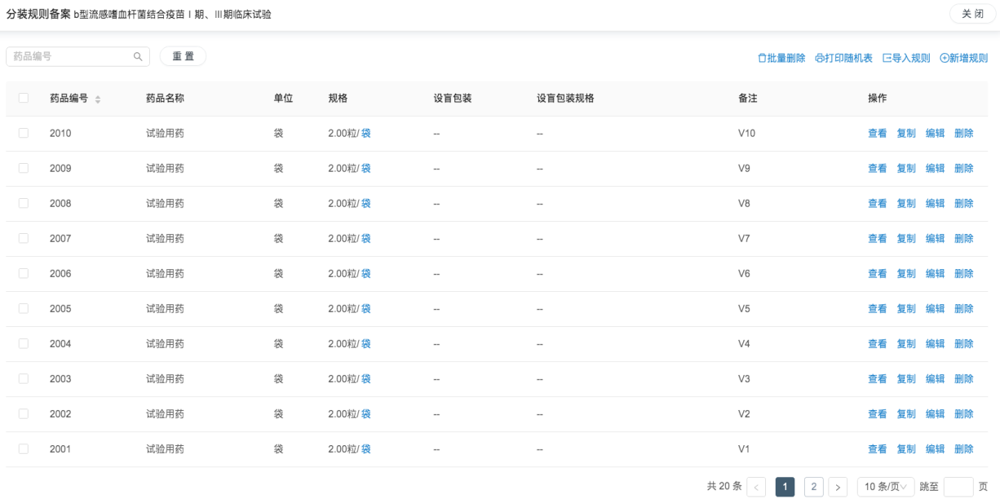 分装规则备案 b型流感嗜血杆菌结合疫苗Ⅰ期、Ⅲ期临床试验 关 闭
药品编号 重 置 批量删除 打印随机表 导入规则 新增规则
药品编号 药品名称 单位 规格 设盲包装 设盲包装规格 备注 操作
2010 试验用药 袋 2.00粒/ 袋 -- -- V10 查看 复制 编辑 删除
2009 试验用药 袋 2.00粒/ 袋 -- -- V9 查看 复制 编辑 删除
2008 试验用药 袋 2.00粒/ 袋 -- -- V8 查看 复制 编辑 删除
2007 试验用药 袋 2.00粒/ 袋 -- -- V7 查看 复制 编辑 删除
2006 试验用药 袋 2.00粒/ 袋 -- -- V6 查看 复制 编辑 删除
2005 试验用药 袋 2.00粒/ 袋 -- -- V5 查看 复制 编辑 删除
2004 试验用药 袋 2.00粒/ 袋 -- -- V4 查看 复制 编辑 删除
2003 试验用药 袋 2.00粒/ 袋 -- -- V3 查看 复制 编辑 删除
2002 试验用药 袋 2.00粒/ 袋 -- -- V2 查看 复制 编辑 删除
2001 试验用药 袋 2.00粒/ 袋 -- -- V1 查看 复制 编辑 删除
共 20 条 < 1 2 > 10 条/页 跳至 页